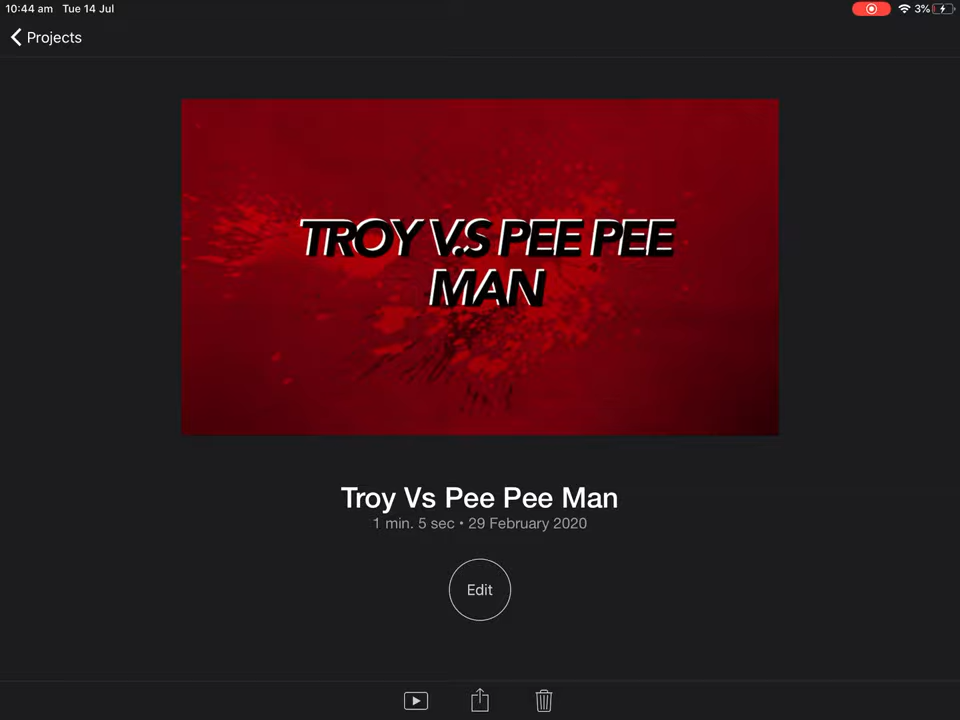 10:44 am Tue 14 Jul
3%
Projects
TROY V.S PEE PEE
MAN
Troy Vs Pee Pee Man
1 min. 5 sec • 29 February 2020
Edit